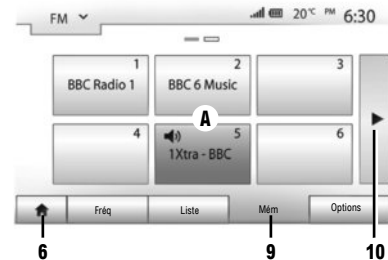 FM 20°C PM 6:30
1 2 3
BBC Radio 1 BBC 6 Music
A
4 5 6
1Xtra - BBC
Fréq Liste Mém Options
6 9 10